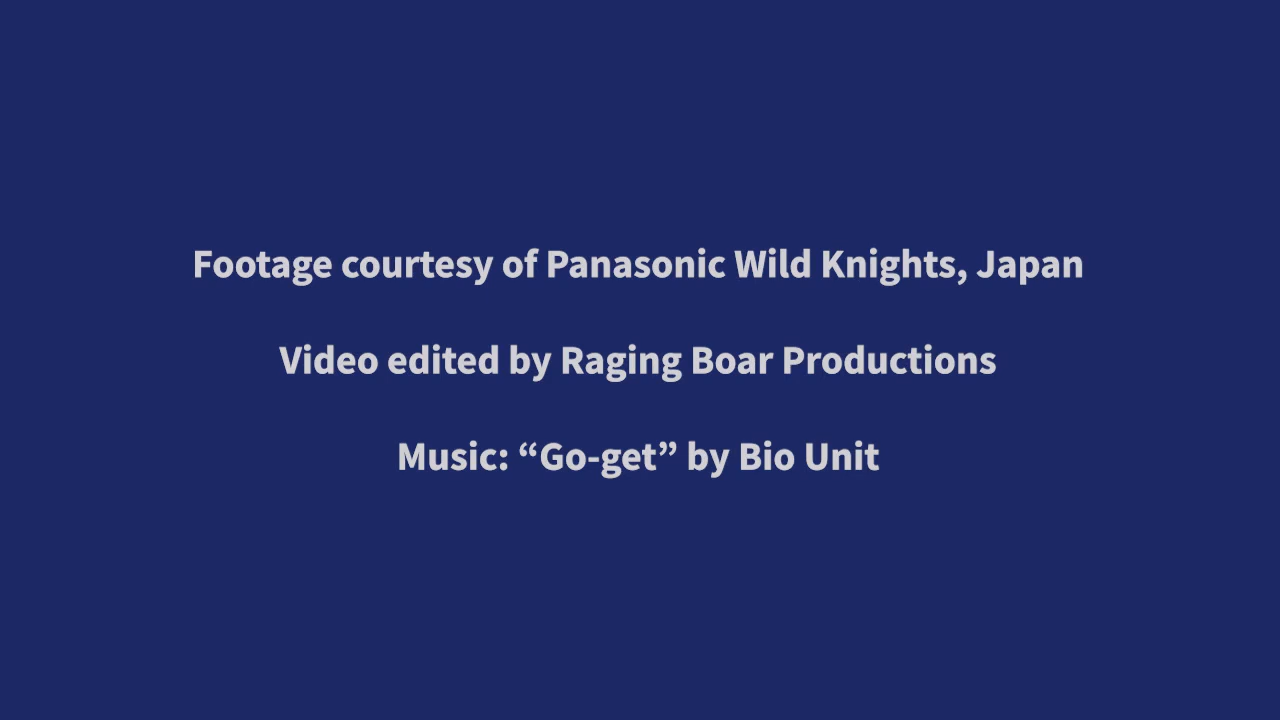 Footage courtesy of Panasonic Wild Knights, Japan
Video edited by Raging Boar Productions
Music: “Go-get” by Bio Unit